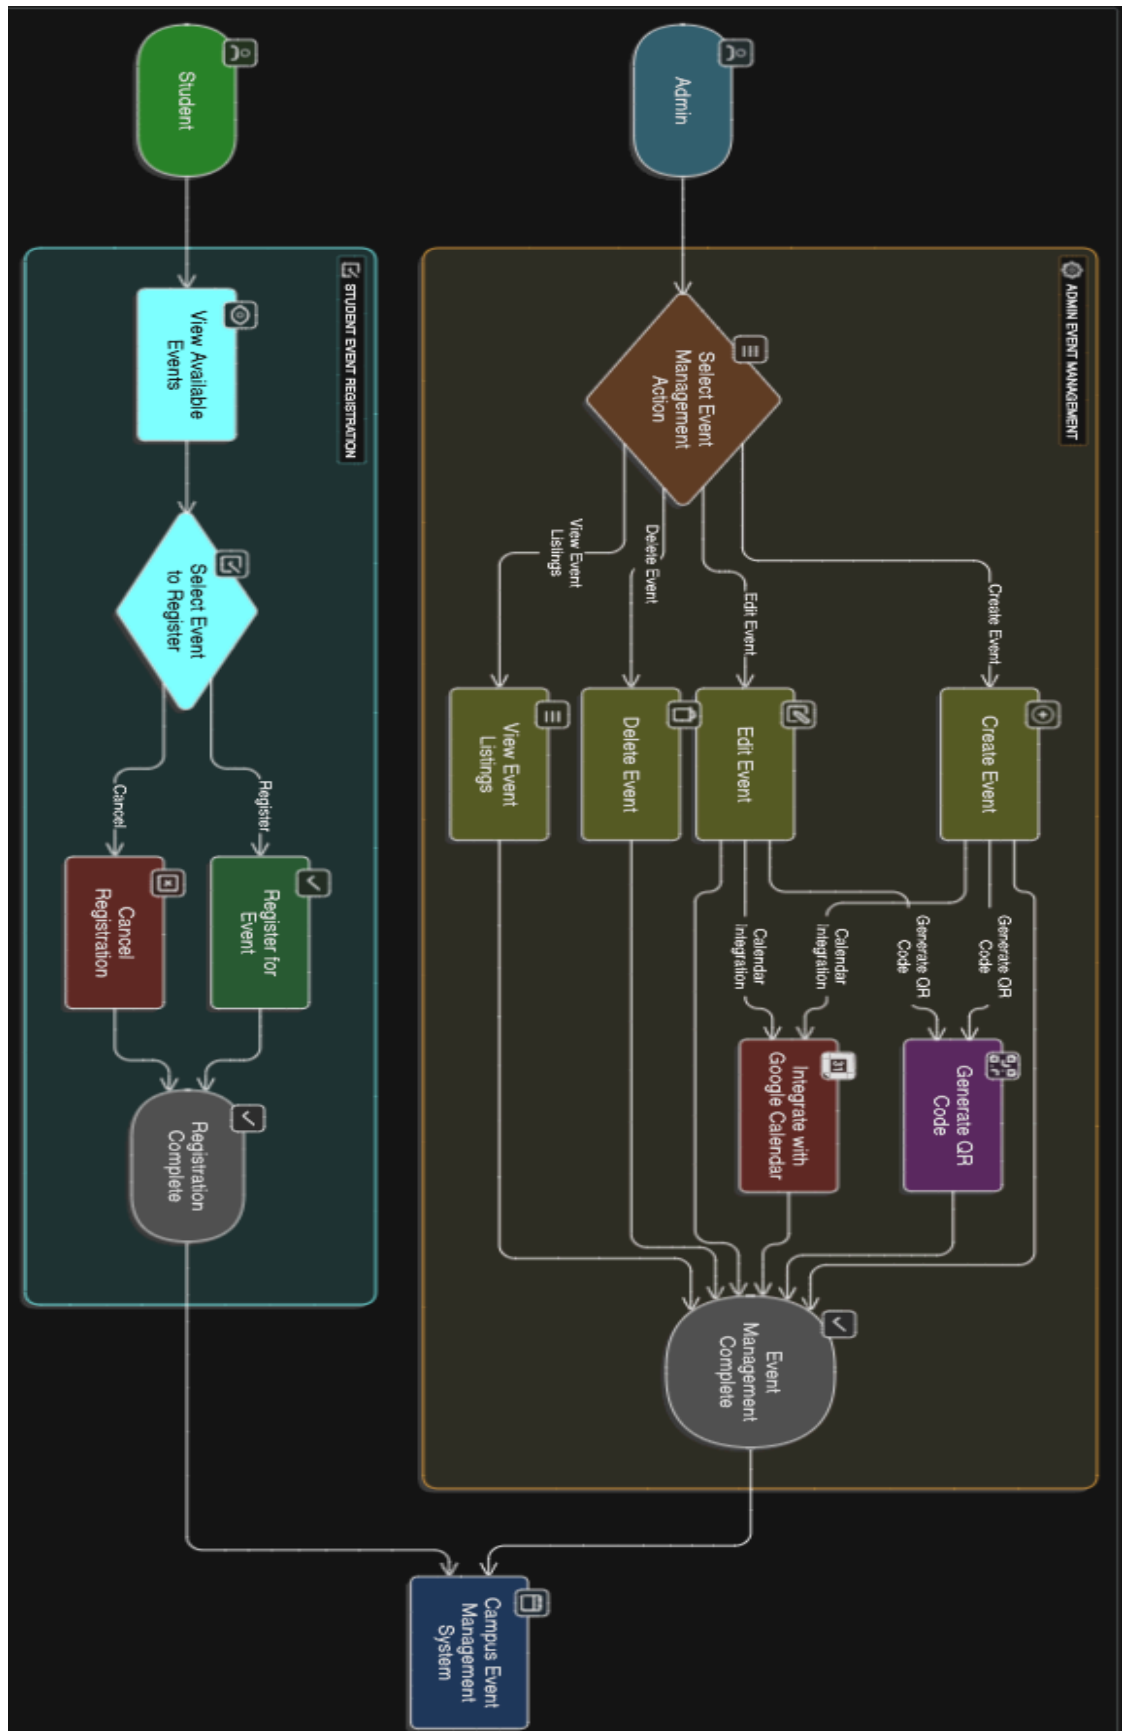 Admin
ADMIN EVENT MANAGEMENT
Select Event
Management
Action
Create Event
Edit Event
Delete Event
View Event
Listings
Create Event
Edit Event
Delete Event
View Event
Listings
Generate QR
Code
Generate QR
Code
Calendar
Integration
Calendar
Integration
Generate QR
Code
31
Integrate with
Google Calendar
Event
Management
Complete
Student
STUDENT EVENT REGISTRATION
View Available
Events
Select Event
to Register
Register
Cancel
Register for
Event
Cancel
Registration
Registration
Complete
Campus Event
Management
System